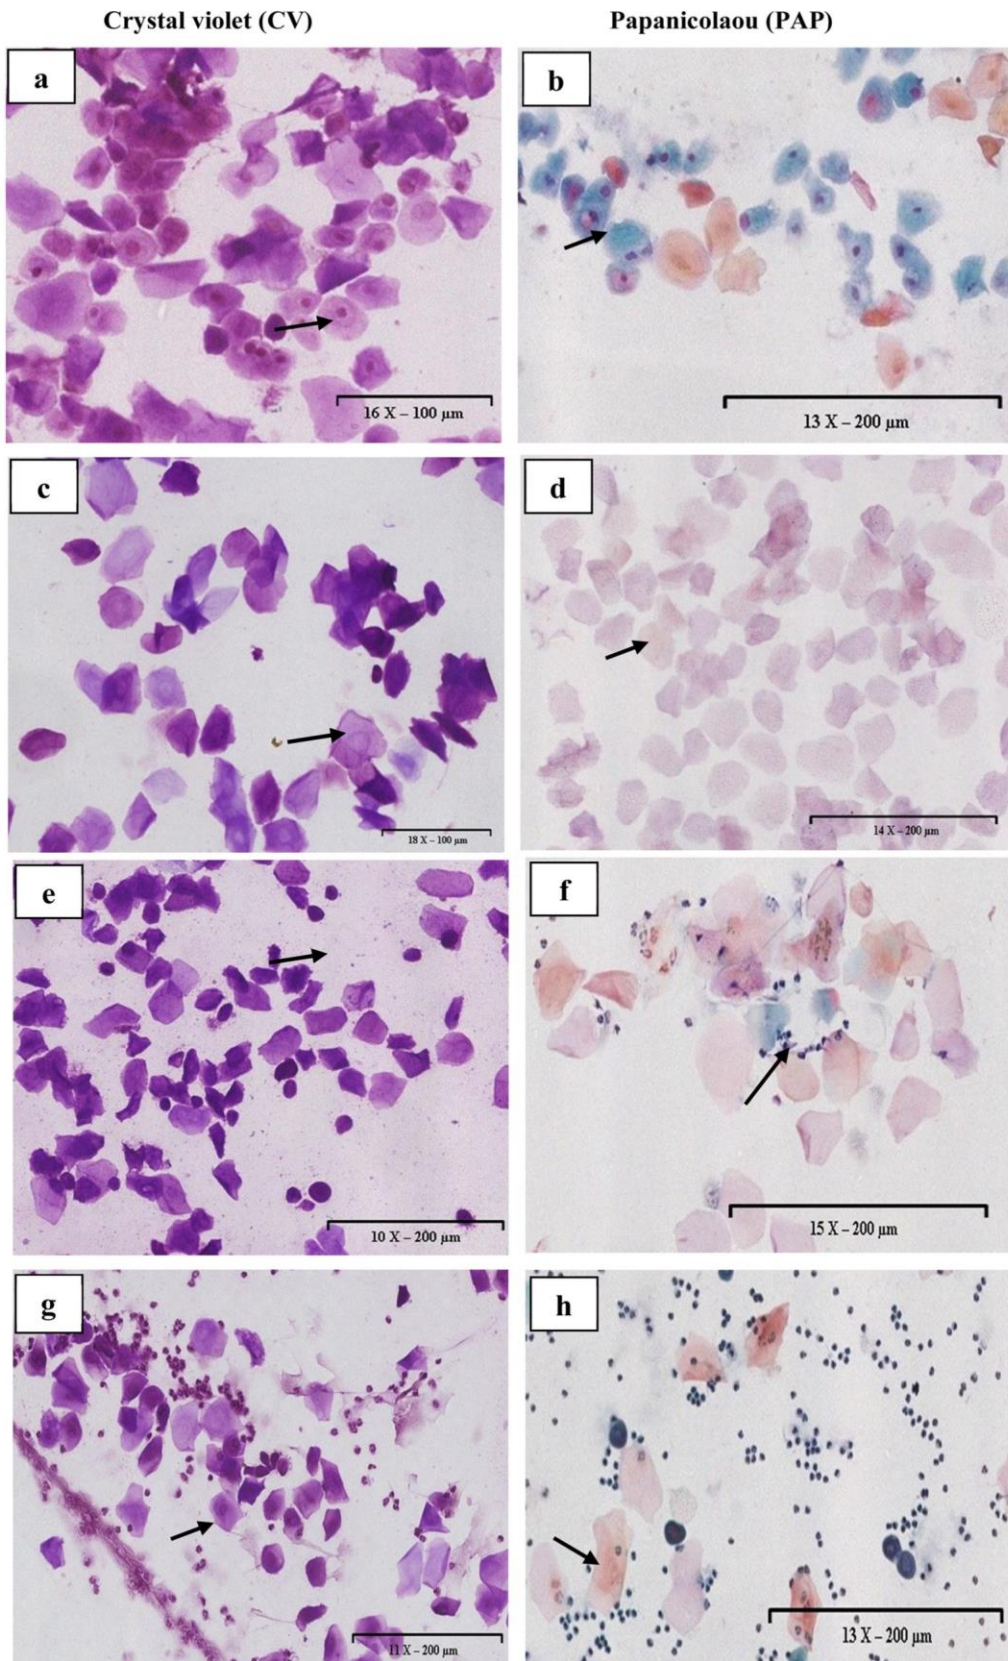 Crystal violet (CV) Papanicolaou (PAP)
a
b
16 X – 100 µm
13 X – 200 µm
c
d
18 X – 100 µm
14 X – 200 µm
e
f
10 X – 200 µm
15 X – 200 µm
g
h
11 X – 200 µm
13 X – 200 µm